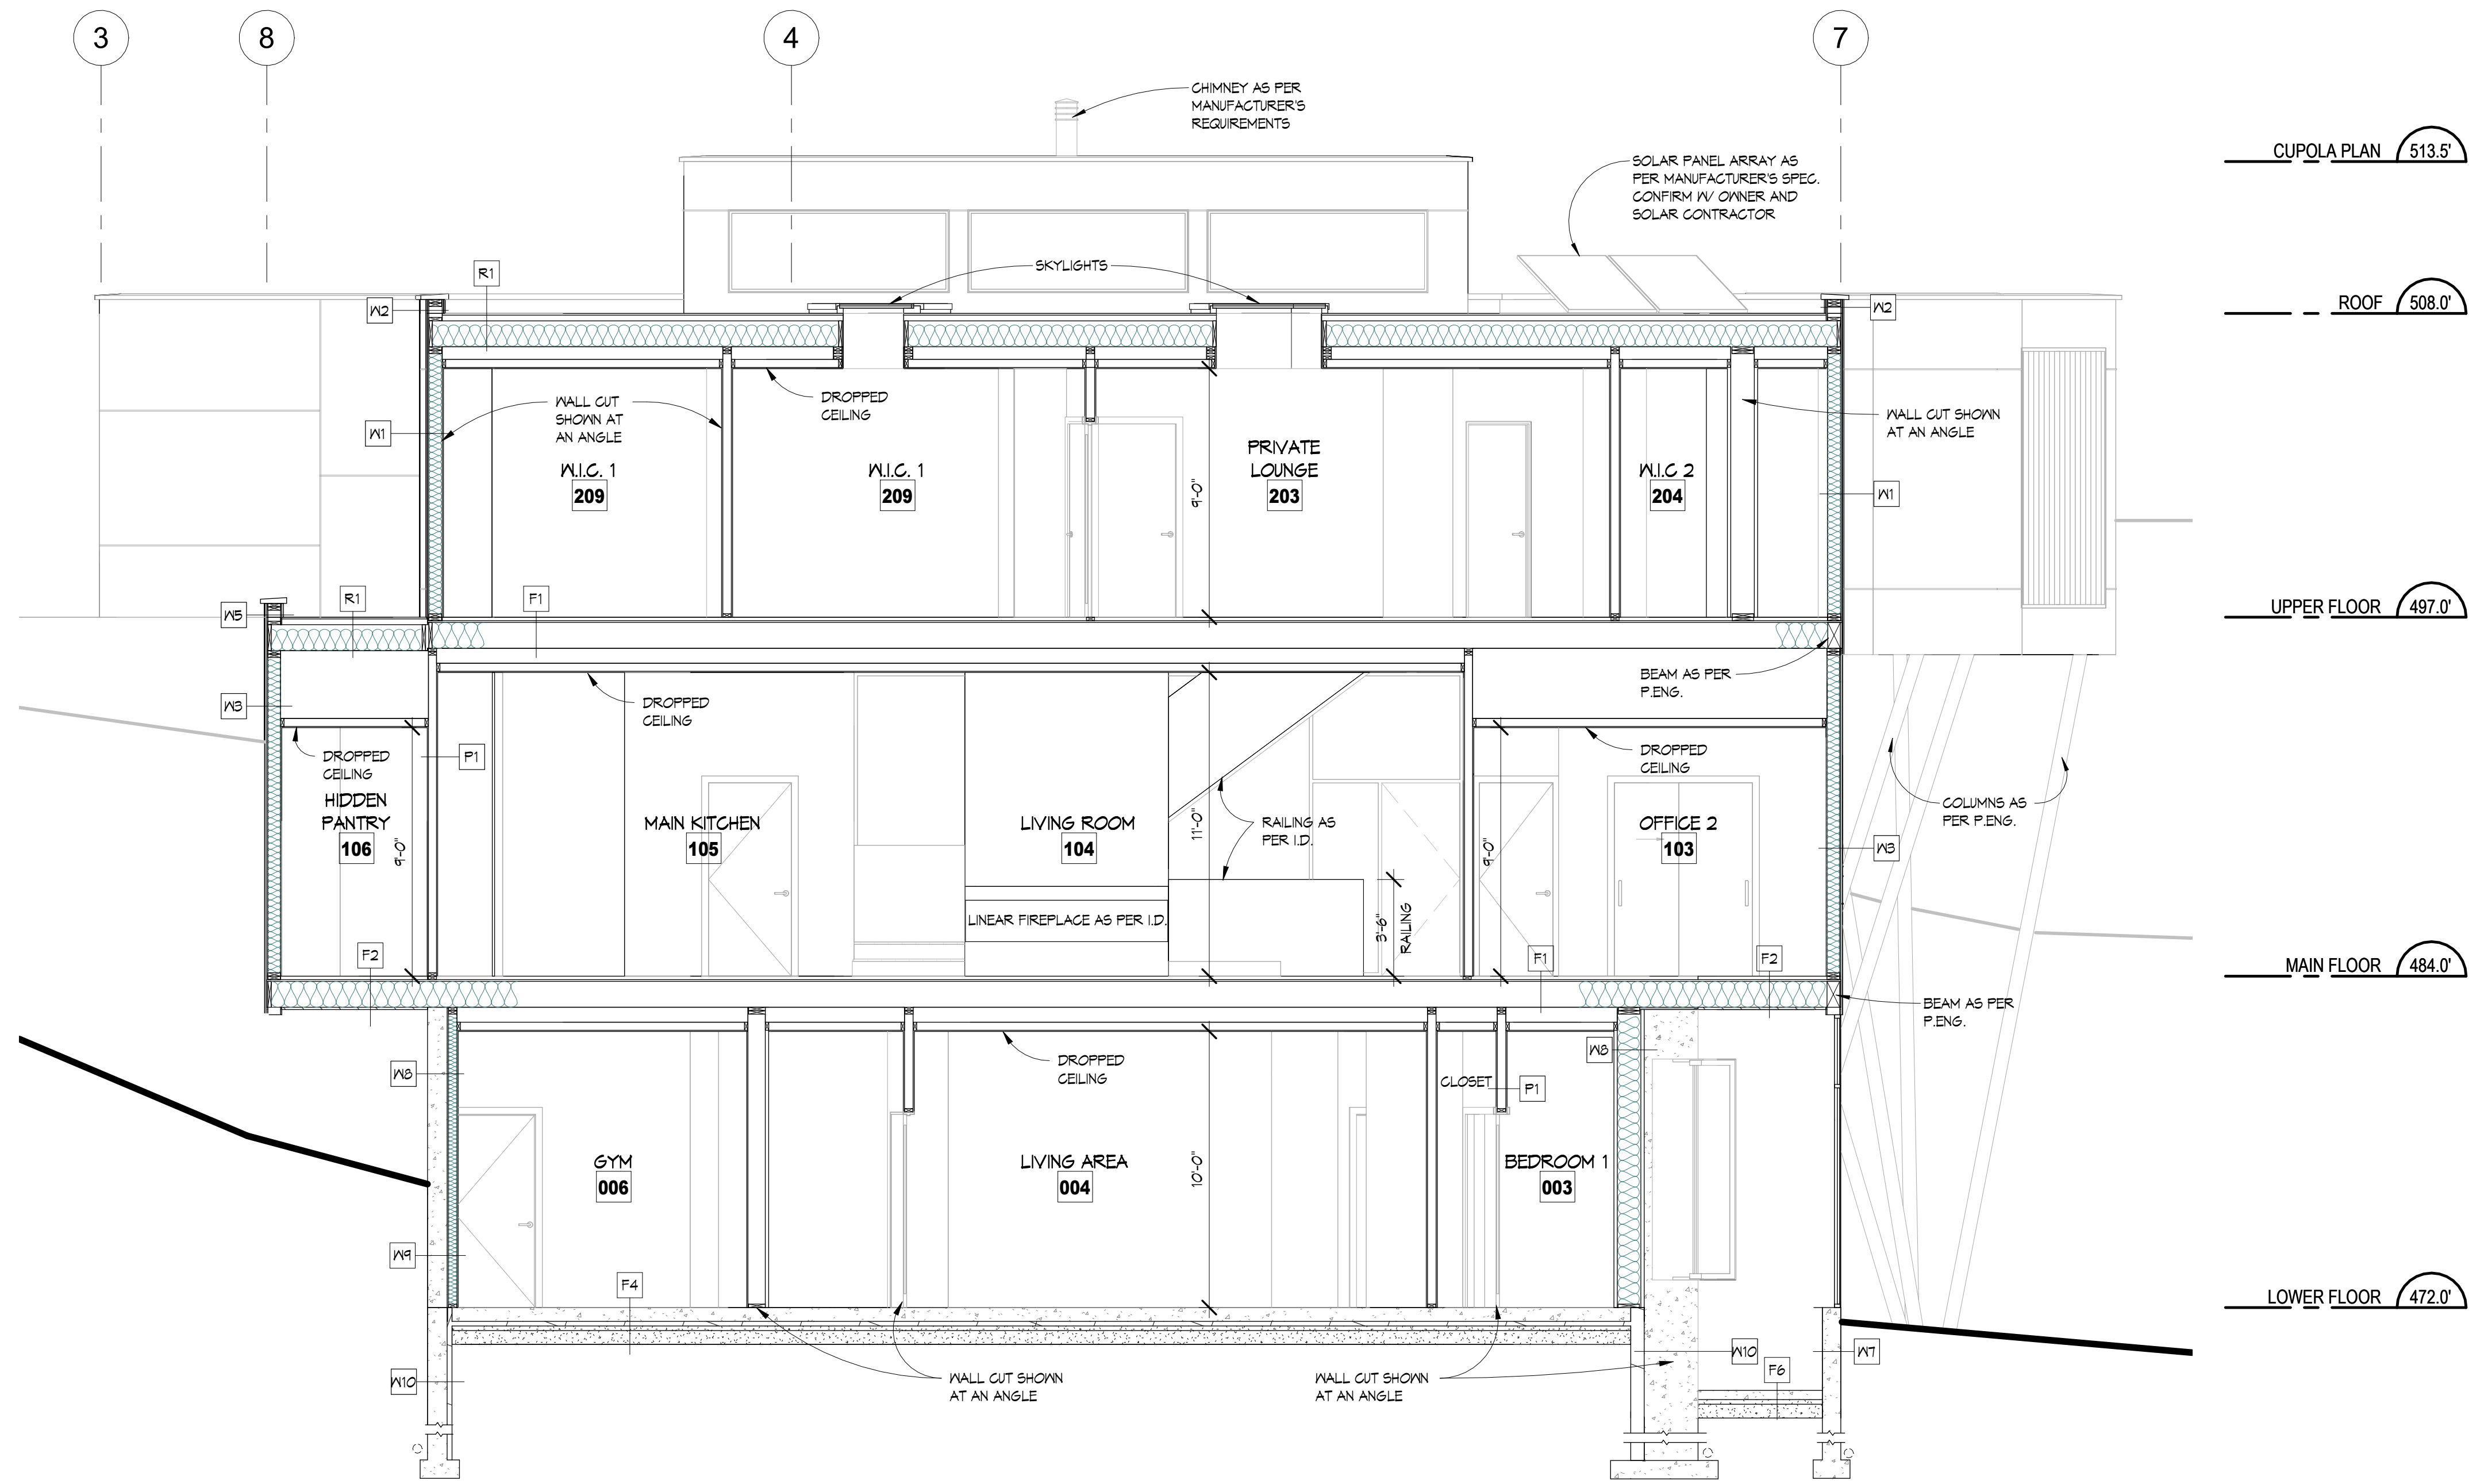 3
8
4
7
CHIMNEY AS PER
MANUFACTURER'S
REQUIREMENTS
CUPOLA PLAN 513.5'
SOLAR PANEL ARRAY AS
PER MANUFACTURER'S SPEC.
CONFIRM W/ OWNER AND
SOLAR CONTRACTOR
SKYLIGHTS
R1
W2
W2
ROOF 508.0'
DROPPED
CEILING
WALL CUT
SHOWN AT
AN ANGLE
WALL CUT SHOWN
AT AN ANGLE
W1
W.I.C. 1
209
W.I.C. 1
209
9'-0"
PRIVATE
LOUNGE
203
W.I.C 2
204
W1
W5
R1
F1
UPPER FLOOR 497.0'
BEAM AS PER
P.ENG.
W3
DROPPED
CEILING
P1
DROPPED
CEILING
DROPPED
CEILING
HIDDEN
PANTRY
106
9'-0"
MAIN KITCHEN
105
LIVING ROOM
104
11'-0"
RAILING AS
PER I.D.
9'-0"
OFFICE 2
103
COLUMNS AS
PER P.ENG.
W3
LINEAR FIREPLACE AS PER I.D.
3'-6"
RAILING
F2
F1
F2
MAIN FLOOR 484.0'
BEAM AS PER
P.ENG.
W8
DROPPED
CEILING
W8
CLOSET
P1
GYM
006
LIVING AREA
004
10'-0"
BEDROOM 1
003
W9
F4
LOWER FLOOR 472.0'
W10
WALL CUT SHOWN
AT AN ANGLE
WALL CUT SHOWN
AT AN ANGLE
W10
F6
W7